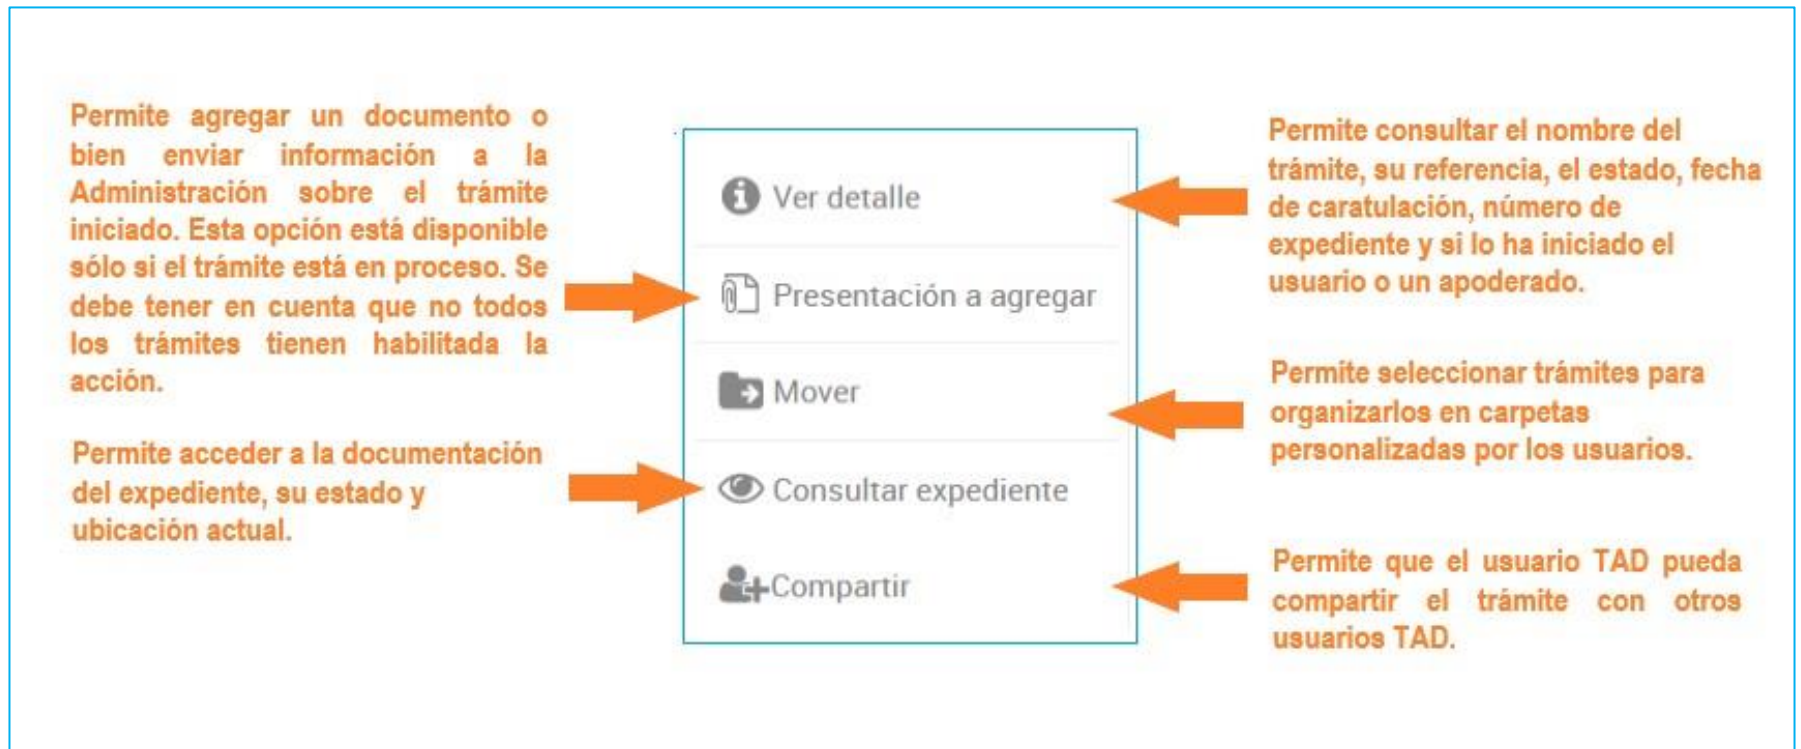 Permite agregar un documento o
bien enviar información a la
Administración sobre el trámite
iniciado. Esta opción está disponible
sólo si el trámite está en proceso. Se
debe tener en cuenta que no todos
los trámites tienen habilitada la
acción.
Permite acceder a la documentación
del expediente, su estado y
ubicación actual.
Ver detalle
Presentación a agregar
Mover
Consultar expediente
Compartir
Permite consultar el nombre del
trámite, su referencia, el estado, fecha
de caratulación, número de
expediente y si lo ha iniciado el
usuario o un apoderado.
Permite seleccionar trámites para
organizarlos en carpetas
personalizadas por los usuarios.
Permite que el usuario TAD pueda
compartir el trámite con otros
usuarios TAD.